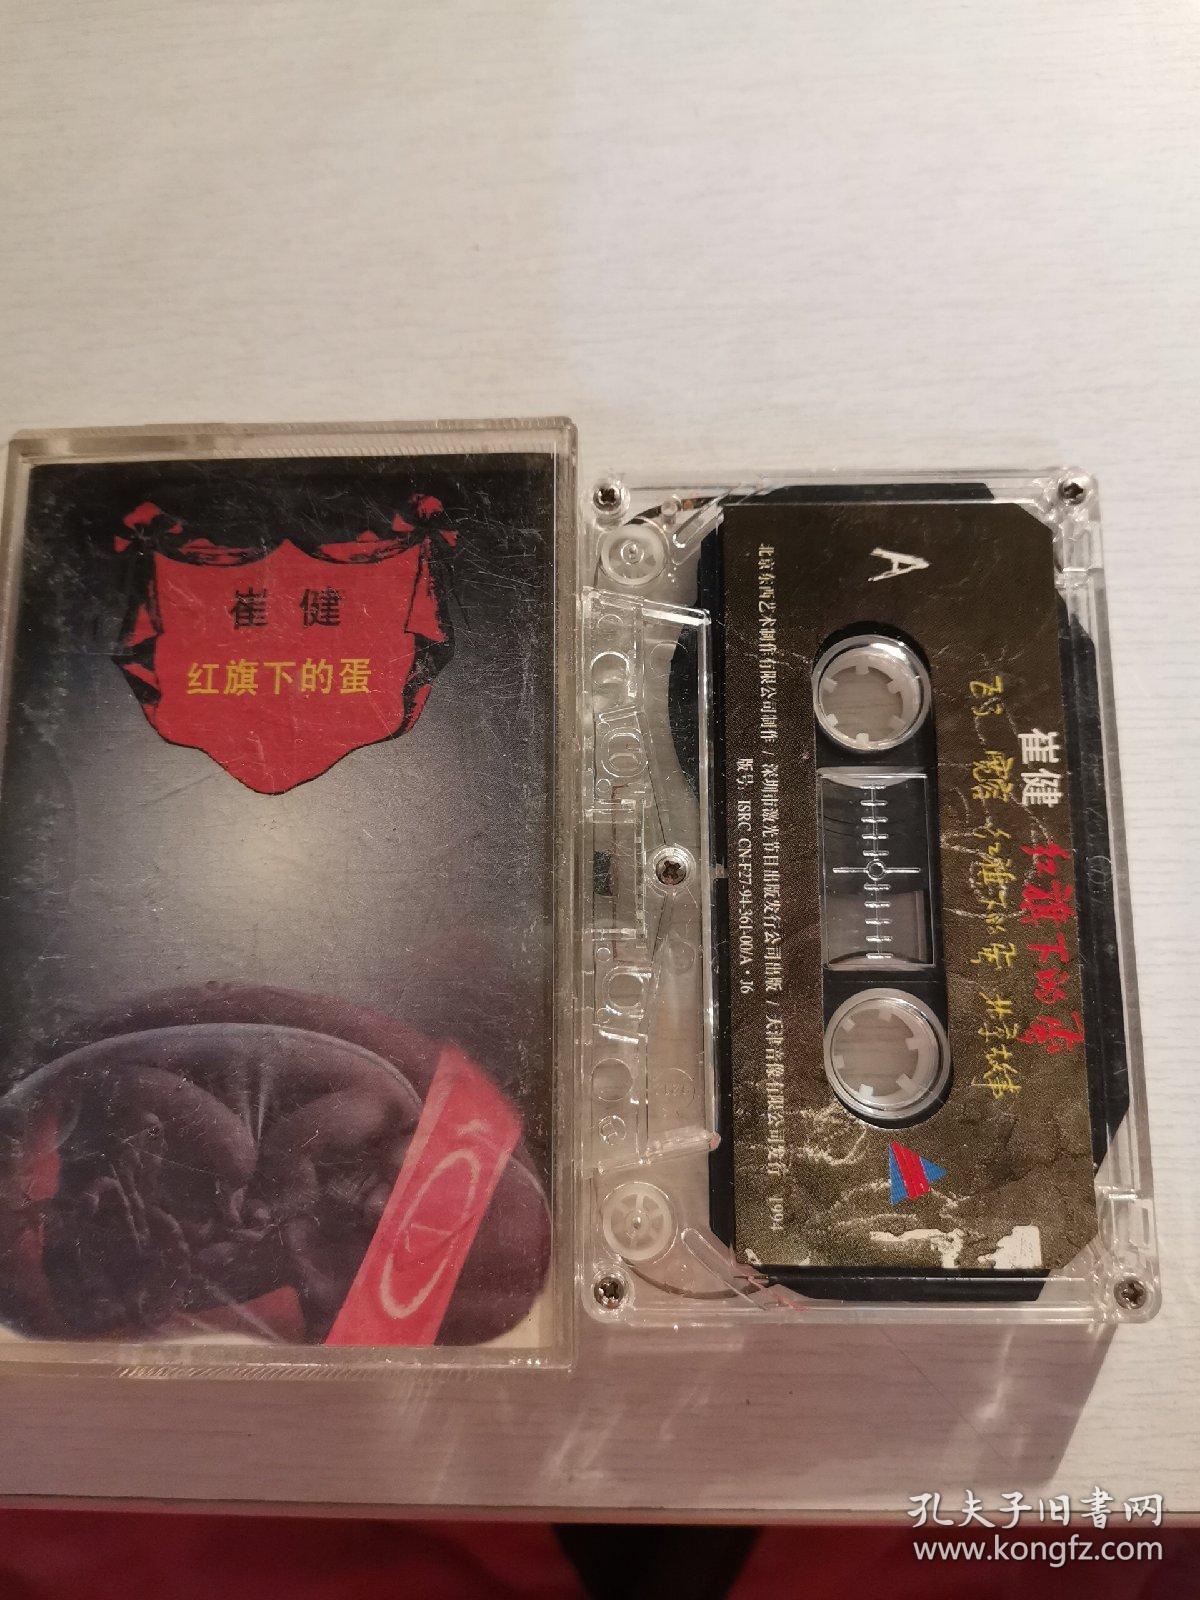 崔 健
红旗下的蛋
A
崔健 红旗下的蛋
飞了 宽容 红旗下的蛋 北京故事
北京东西艺术制作有限公司制作 / 深圳市激光节目出版发行公司出版 / 天津音像有限公司发行 1994
版号: ISRC CN-F27-94-361-00/A·J6
孔夫子旧书网
www.kongfz.com